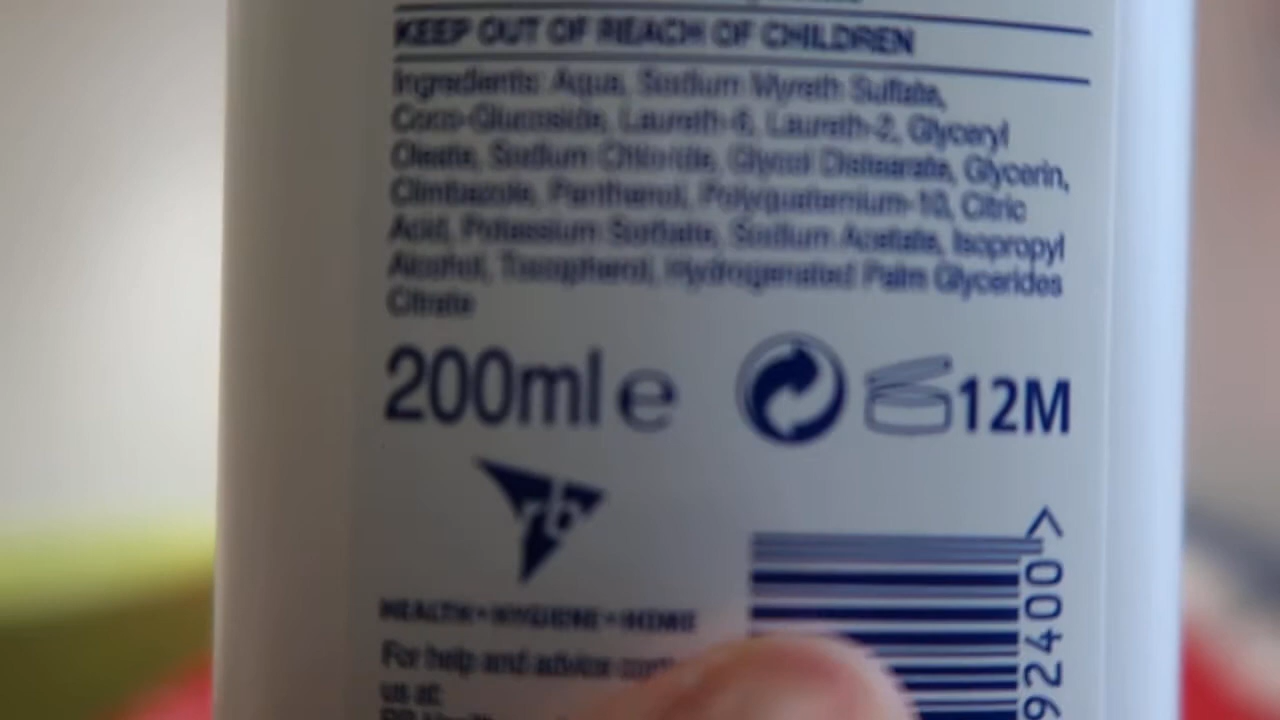 KEEP OUT OF REACH OF CHILDREN
Ingredients: Aqua, Sodium Myreth Sulfate,
Coco-Glucoside, Laureth-6, Laureth-2, Glyceryl
Oleate, Sodium Chloride, Glycol Distearate, Glycerin,
Climbazole, Panthenol, Polyquaternium-10, Citric
Acid, Potassium Sorbate, Sodium Acetate, Isopropyl
Alcohol, Tocopherol, Hydrogenated Palm Glycerides
Citrate
200ml e 12M
rb
HEALTH • HYGIENE • HOME
For help and advice
us at:
92400 >